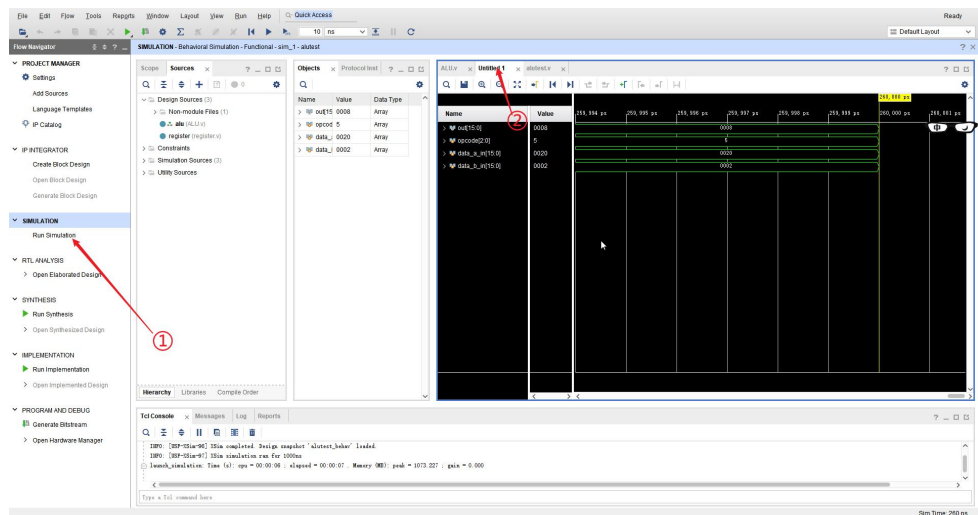 File Edit Flow Tools Reports Window Layout View Run Help Quick Access Ready
10 ns Default Layout
Flow Navigator
SIMULATION - Behavioral Simulation - Functional - sim_1 - alutest
PROJECT MANAGER
Settings
Add Sources
Language Templates
IP Catalog
IP INTEGRATOR
Create Block Design
Open Block Design
Generate Block Design
SIMULATION
Run Simulation
RTL ANALYSIS
Open Elaborated Design
SYNTHESIS
Run Synthesis
Open Synthesized Design
IMPLEMENTATION
Run Implementation
Open Implemented Design
PROGRAM AND DEBUG
Generate Bitstream
Open Hardware Manager
①
Scope Sources
0
Design Sources (3)
Non-module Files (1)
alu (ALU.v)
register (register.v)
Constraints
Simulation Sources (3)
Utility Sources
Hierarchy Libraries Compile Order
Objects Protocol Inst
Name Value Data Type
out[15 0008 Array
opcod 5 Array
data_ 0020 Array
data_ 0002 Array
ALU.v Untitled 1 alutest.v
②
260,000 ps
Name Value 259,994 ps 259,995 ps 259,996 ps 259,997 ps 259,998 ps 259,999 ps 260,000 ps 260,001 ps
out[15:0] 0008 0008
opcode[2:0] 5 5
data_a_in[15:0] 0020 0020
data_b_in[15:0] 0002 0002
中
Tcl Console Messages Log Reports
INFO: [USF-XSim-96] XSim completed. Design snapshot 'alutest_behav' loaded.
INFO: [USF-XSim-97] XSim simulation ran for 1000ns
launch_simulation: Time (s): cpu = 00:00:06 ; elapsed = 00:00:07 . Memory (MB): peak = 1073.227 ; gain = 0.000
Type a Tcl command here
Sim Time: 260 ns